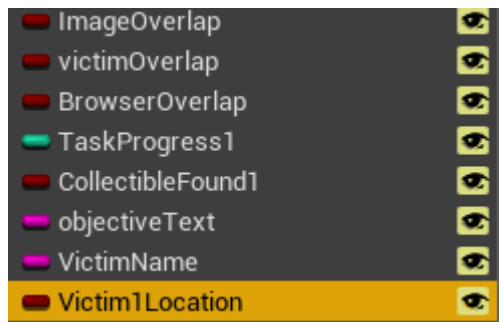 ImageOverlap
victimOverlap
BrowserOverlap
TaskProgress1
CollectibleFound1
objectiveText
VictimName
Victim1Location